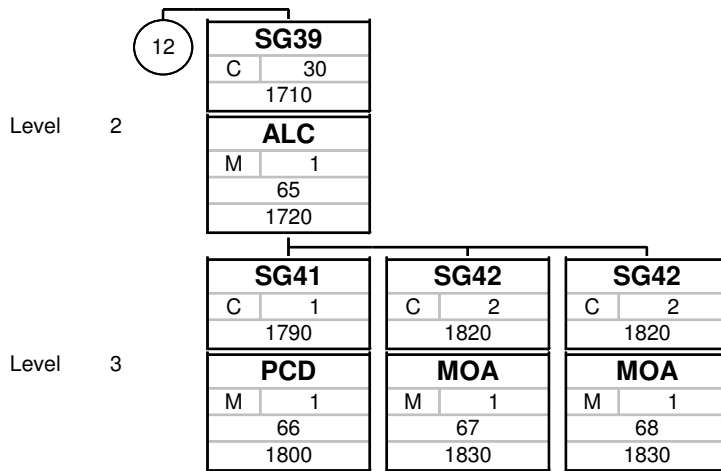 12
SG39
C 30
1710
Level 2
ALC
M 1
65
1720
SG41 SG42 SG42
C 1 C 2 C 2
1790 1820 1820
Level 3
PCD MOA MOA
M 1 M 1 M 1
66 67 68
1800 1830 1830